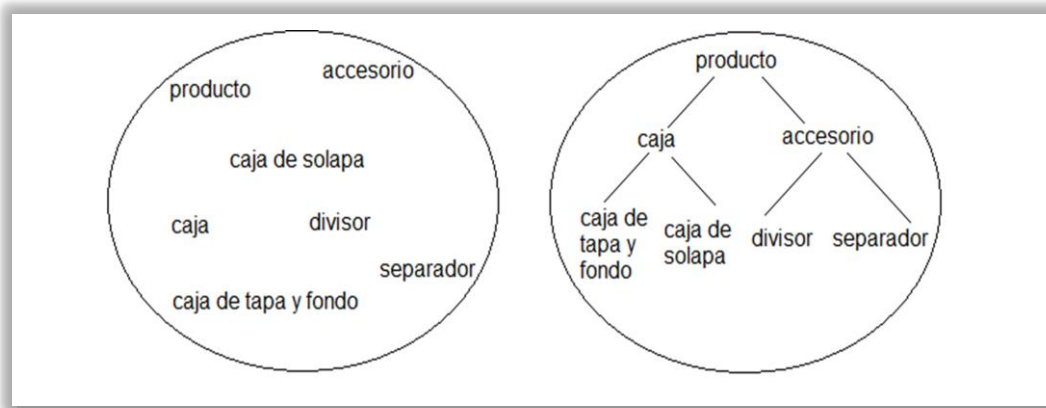 producto
accesorio
caja de solapa
caja
divisor
separador
caja de tapa y fondo
producto
caja
accesorio
caja de
tapa y
fondo
caja de
solapa
divisor
separador